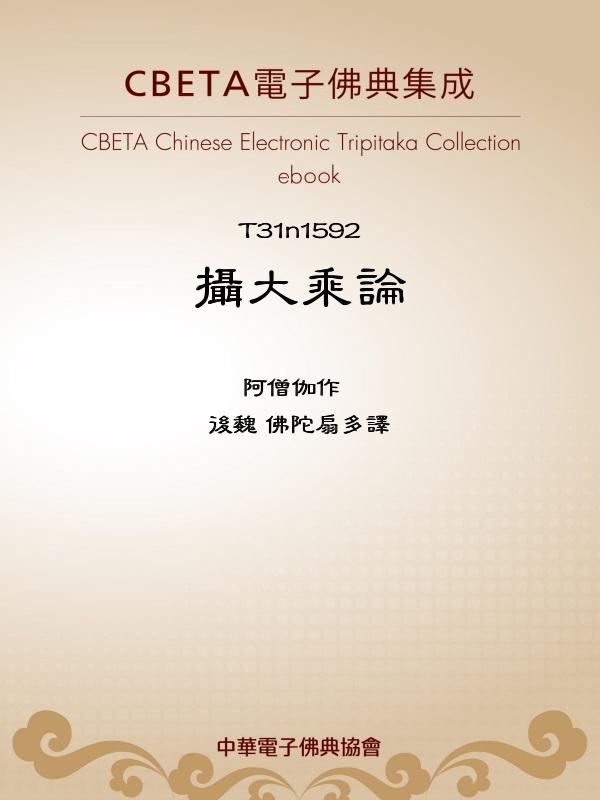 CBETA電子佛典集成
CBETA Chinese Electronic Tripitaka Collection
ebook
T31n1592
攝大乘論
阿僧伽作
後魏 佛陀扇多譯
中華電子佛典協會